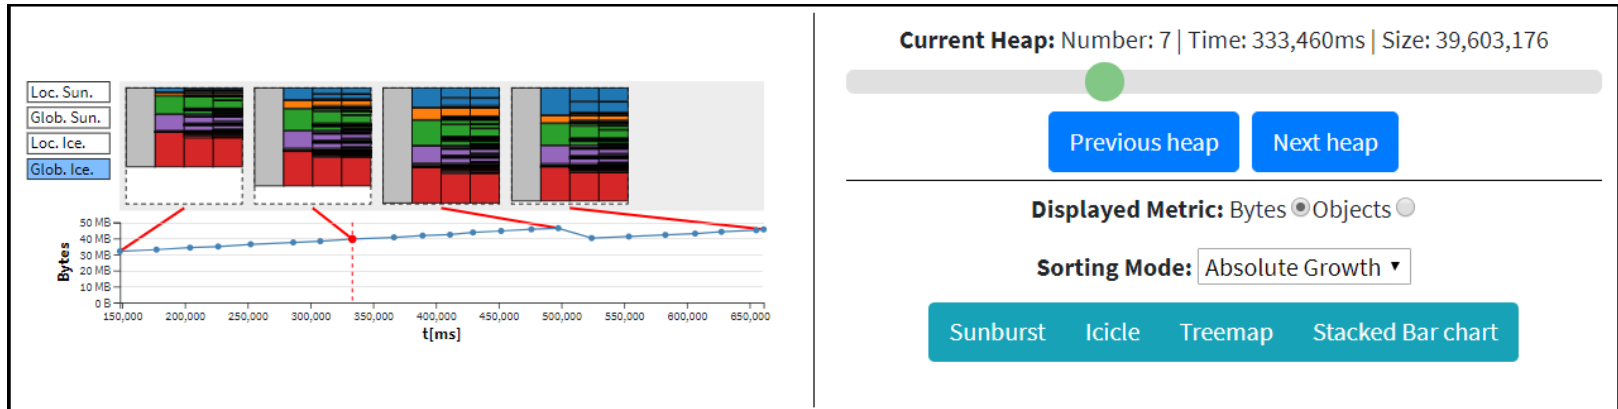 Loc. Sun.
Glob. Sun.
Loc. Ice.
Glob. Ice.
50 MB
40 MB
30 MB
20 MB
10 MB
0 B
Bytes
150,000 200,000 250,000 300,000 350,000 400,000 450,000 500,000 550,000 600,000 650,000
t[ms]
Current Heap: Number: 7 | Time: 333,460ms | Size: 39,603,176
Previous heap Next heap
Displayed Metric: Bytes Objects
Sorting Mode: Absolute Growth
Sunburst Icicle Treemap Stacked Bar chart